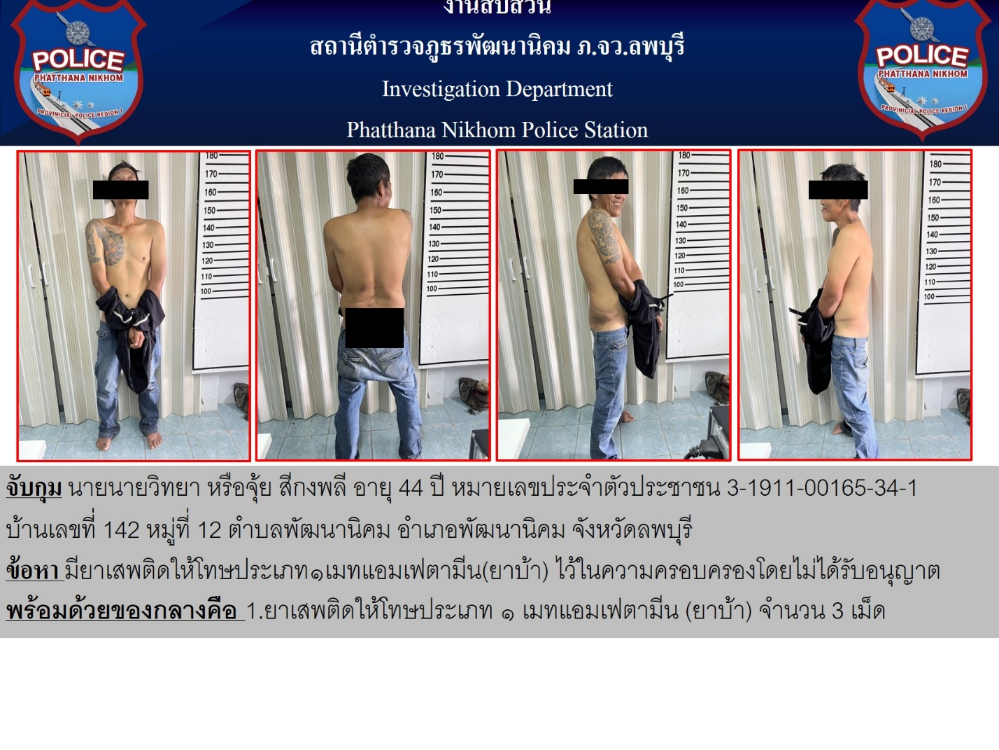 งานสืบสวน
สถานีตำรวจภูธรพัฒนานิคม ภ.จว.ลพบุรี
Investigation Department
Phatthana Nikhom Police Station
POLICE
PHATTHANA NIKHOM
PROVINCIAL POLICE REGION 1
POLICE
PHATTHANA NIKHOM
PROVINCIAL POLICE REGION 1
180
170
160
150
140
130
120
110
100
180
170
160
150
140
130
120
110
100
180
170
160
150
140
130
120
110
100
180
170
160
150
140
130
120
110
100
จับกุม นายนายวิทยา หรือจุ้ย สีกงพลี อายุ 44 ปี หมายเลขประจำตัวประชาชน 3-1911-00165-34-1
บ้านเลขที่ 142 หมู่ที่ 12 ตำบลพัฒนานิคม อำเภอพัฒนานิคม จังหวัดลพบุรี
ข้อหา มียาเสพติดให้โทษประเภท๑เมทแอมเฟตามีน(ยาบ้า) ไว้ในความครอบครองโดยไม่ได้รับอนุญาต
พร้อมด้วยของกลางคือ 1.ยาเสพติดให้โทษประเภท ๑ เมทแอมเฟตามีน (ยาบ้า) จำนวน 3 เม็ด